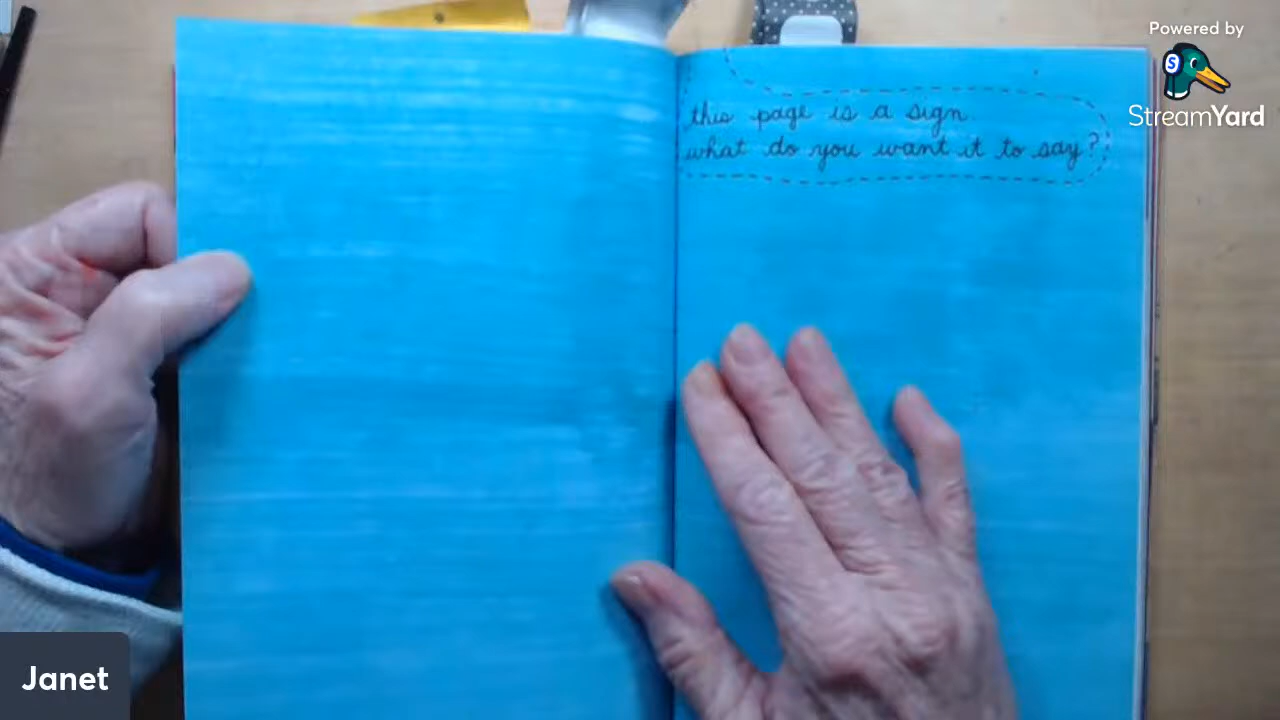 Powered by
StreamYard
this page is a sign.
what do you want it to say?
Janet